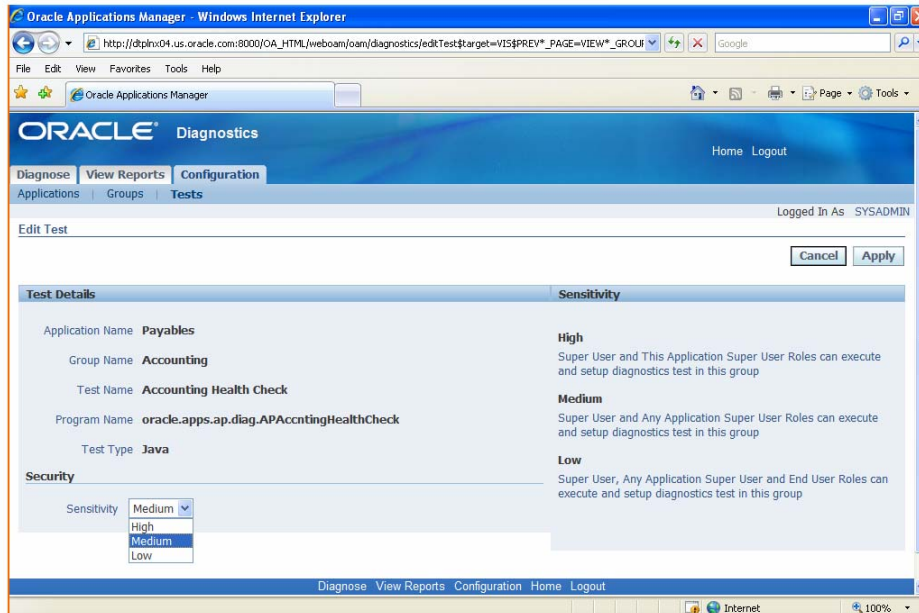 Oracle Applications Manager - Windows Internet Explorer
http://dtplnx04.us.oracle.com:8000/OA_HTML/weboam/oam/diagnostics/editTest$target=VIS$PREV*_PAGE=VIEW*_GROUF
Google
File Edit View Favorites Tools Help
Oracle Applications Manager
Page Tools
ORACLE® Diagnostics
Home Logout
Diagnose View Reports Configuration
Applications | Groups | Tests
Logged In As SYSADMIN
Edit Test
Cancel Apply
Test Details
Application Name Payables
Group Name Accounting
Test Name Accounting Health Check
Program Name oracle.apps.ap.diag.APAccntingHealthCheck
Test Type Java
Security
Sensitivity Medium
High
Medium
Low
Sensitivity
High
Super User and This Application Super User Roles can execute
and setup diagnostics test in this group
Medium
Super User and Any Application Super User Roles can execute
and setup diagnostics test in this group
Low
Super User, Any Application Super User and End User Roles can
execute and setup diagnostics test in this group
Diagnose View Reports Configuration Home Logout
Internet 100%